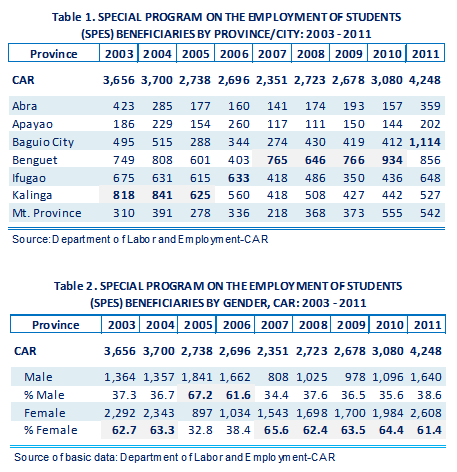 Table 1. SPECIAL PROGRAM ON THE EMPLOYMENT OF STUDENTS
(SPES) BENEFICIARIES BY PROVINCE/CITY: 2003 - 2011
Province 2003 2004 2005 2006 2007 2008 2009 2010 2011
CAR 3,656 3,700 2,738 2,696 2,351 2,723 2,678 3,080 4,248
Abra 423 285 177 160 141 174 193 157 359
Apayao 186 229 154 260 117 111 150 144 202
Baguio City 495 515 288 344 274 430 419 412 1,114
Benguet 749 808 601 403 765 646 766 934 856
Ifugao 675 631 615 633 418 486 350 436 648
Kalinga 818 841 625 560 418 508 427 442 527
Mt. Province 310 391 278 336 218 368 373 555 542
Source: Department of Labor and Employment-CAR
Table 2. SPECIAL PROGRAM ON THE EMPLOYMENT OF STUDENTS
(SPES) BENEFICIARIES BY GENDER, CAR: 2003 - 2011
Province 2003 2004 2005 2006 2007 2008 2009 2010 2011
CAR 3,656 3,700 2,738 2,696 2,351 2,723 2,678 3,080 4,248
Male 1,364 1,357 1,841 1,662 808 1,025 978 1,096 1,640
% Male 37.3 36.7 67.2 61.6 34.4 37.6 36.5 35.6 38.6
Female 2,292 2,343 897 1,034 1,543 1,698 1,700 1,984 2,608
% Female 62.7 63.3 32.8 38.4 65.6 62.4 63.5 64.4 61.4
Source of basic data: Department of Labor and Employment-CAR